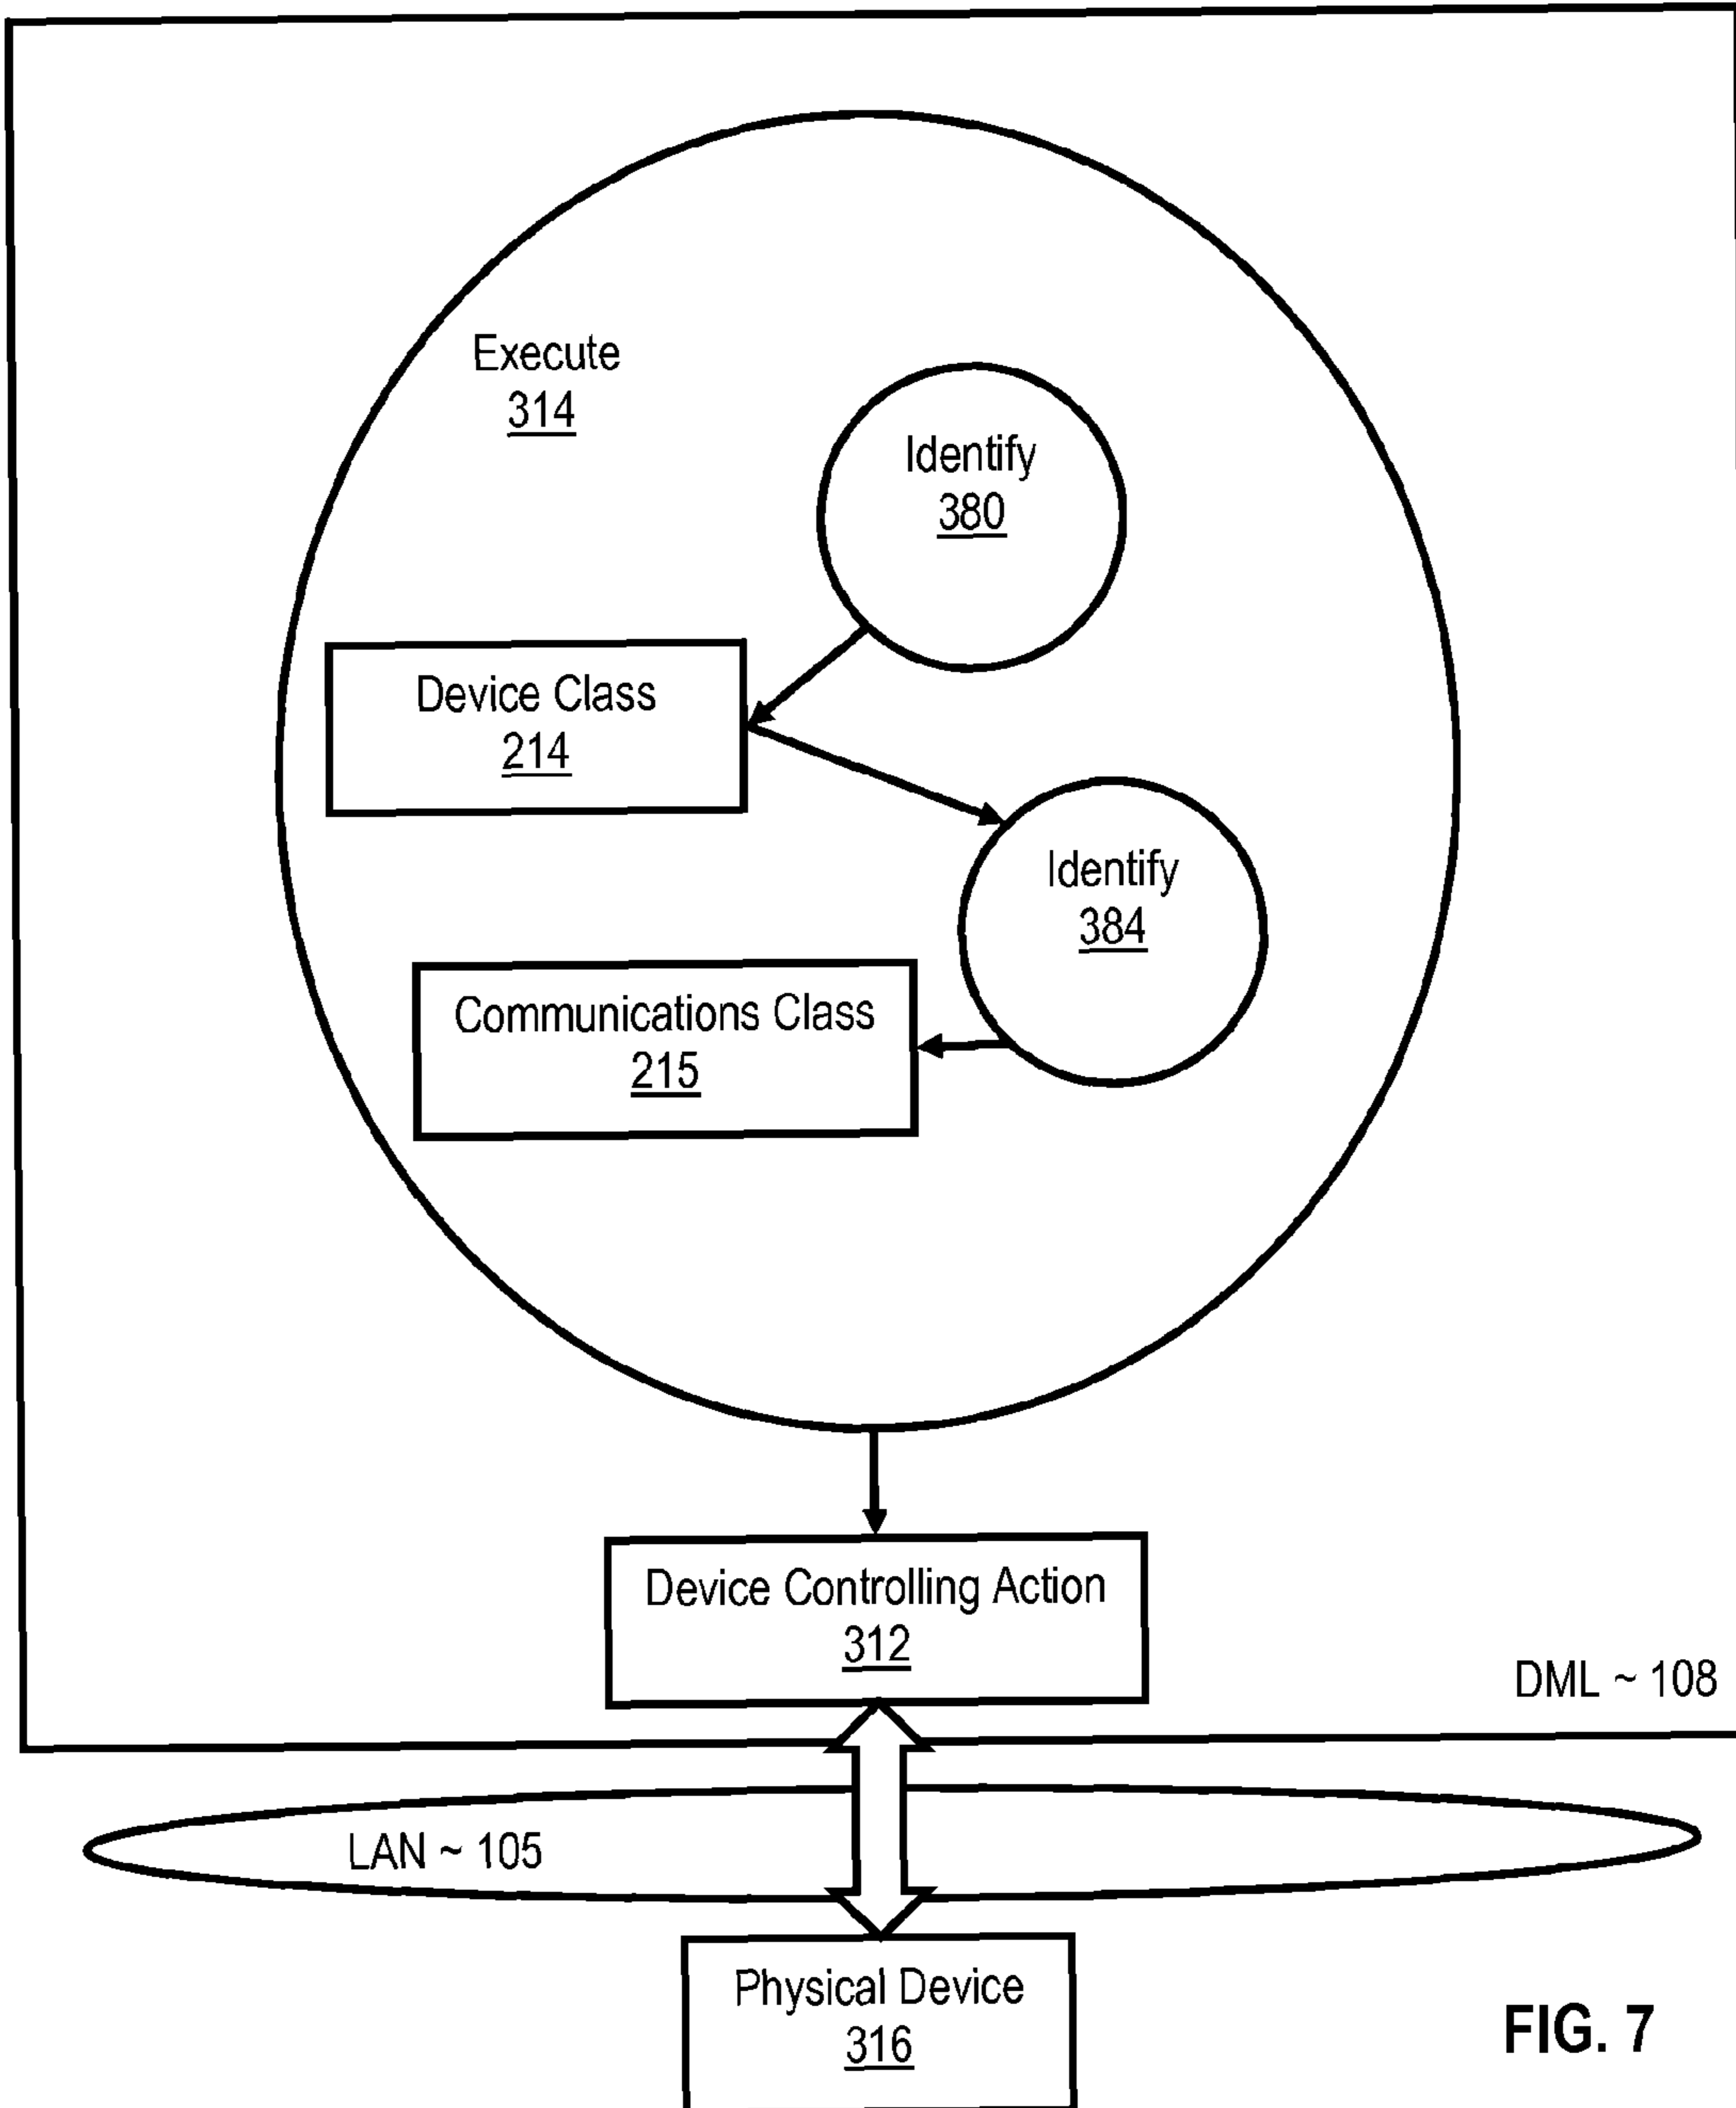 Execute
314
Identify
380
Device Class
214
Identify
384
Communications Class
215
Device Controlling Action
312
DML ~ 108
LAN ~ 105
Physical Device
316
FIG. 7